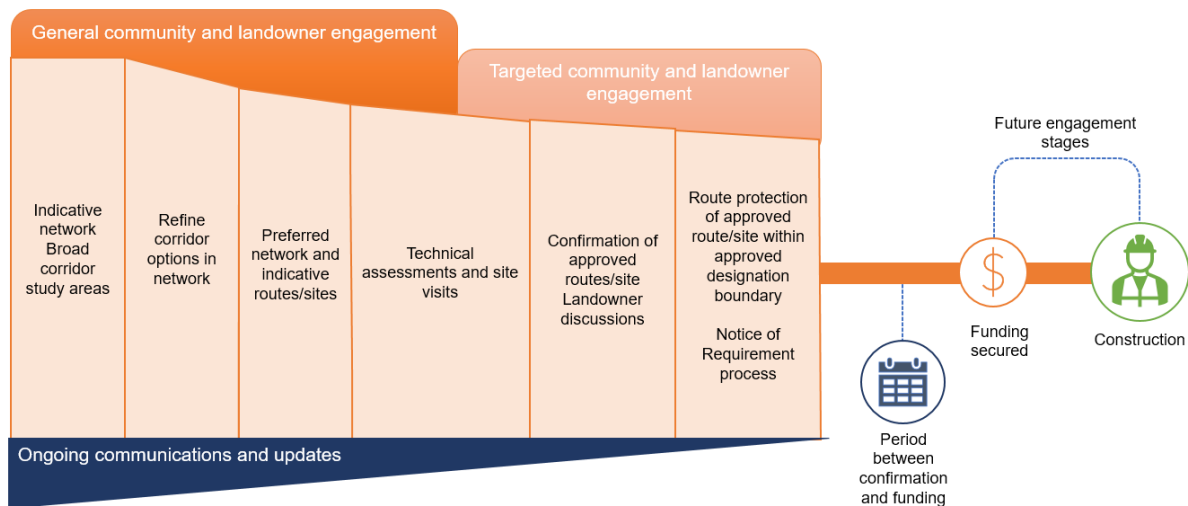 General community and landowner engagement
Targeted community and landowner
engagement
Indicative
network
Broad
corridor
study areas
Refine
corridor
options in
network
Preferred
network and
indicative
routes/sites
Technical
assessments and site
visits
Confirmation of
approved
routes/site
Landowner
discussions
Route protection
of approved
route/site within
approved
designation
boundary
Notice of
Requirement
process
Ongoing communications and updates
Future engagement
stages
$
Funding
secured
Construction
Period
between
confirmation
and funding